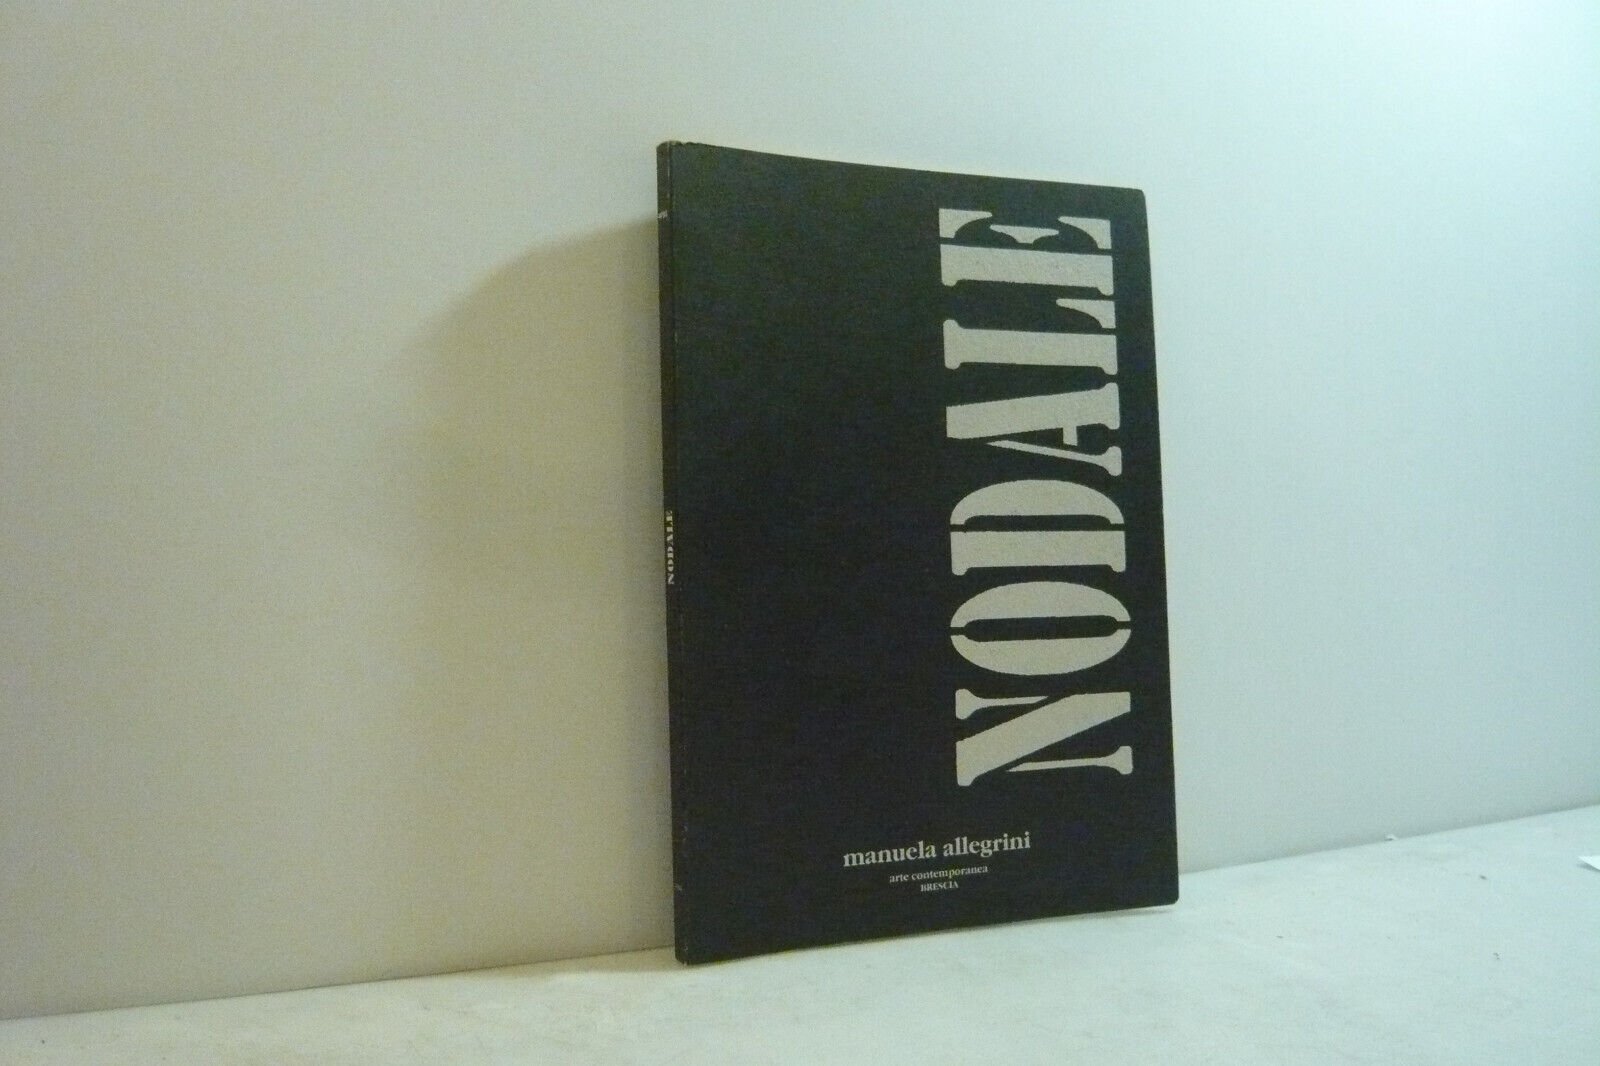 NODALE
NODALE
manuela allegrini
arte contemporanea
BRESCIA